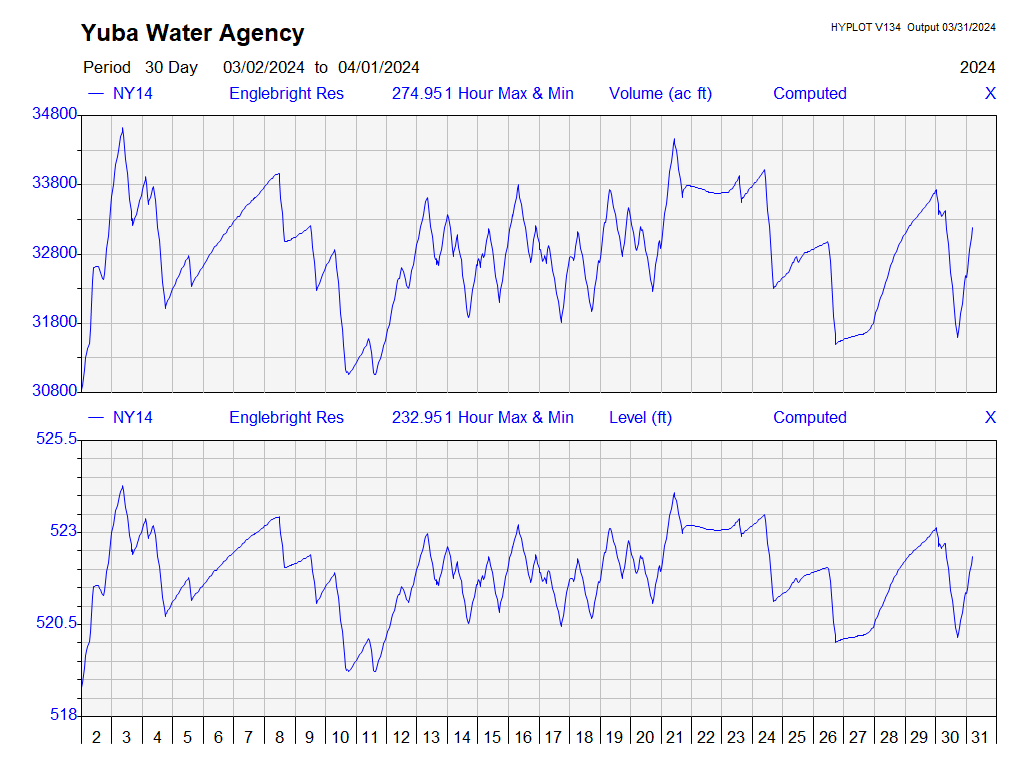 Yuba Water Agency
HYPLOT V134 Output 03/31/2024
Period 30 Day 03/02/2024 to 04/01/2024
2024
NY14 Englebright Res 274.951 Hour Max & Min Volume (ac ft) Computed X
34800
33800
32800
31800
30800
NY14 Englebright Res 232.951 Hour Max & Min Level (ft) Computed X
525.5
523
520.5
518
2 3 4 5 6 7 8 9 10 11 12 13 14 15 16 17 18 19 20 21 22 23 24 25 26 27 28 29 30 31